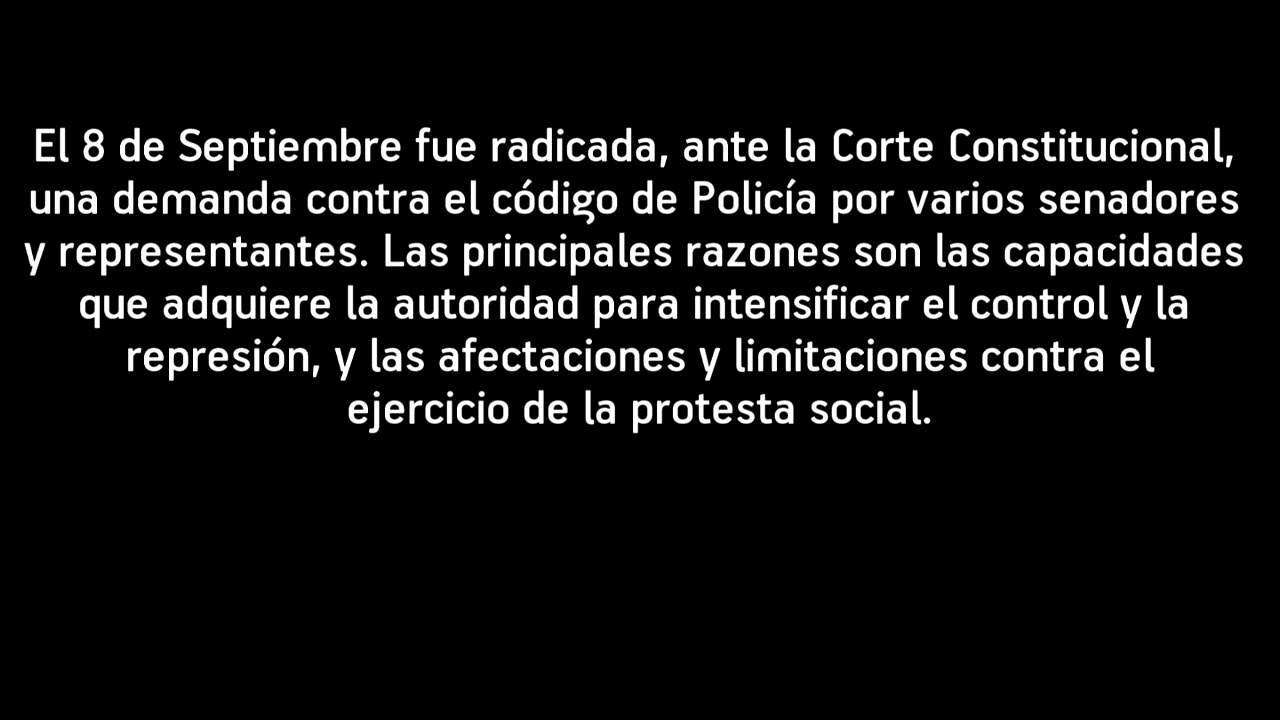 El 8 de Septiembre fue radicada, ante la Corte Constitucional,
una demanda contra el código de Policía por varios senadores
y representantes. Las principales razones son las capacidades
que adquiere la autoridad para intensificar el control y la
represión, y las afectaciones y limitaciones contra el
ejercicio de la protesta social.